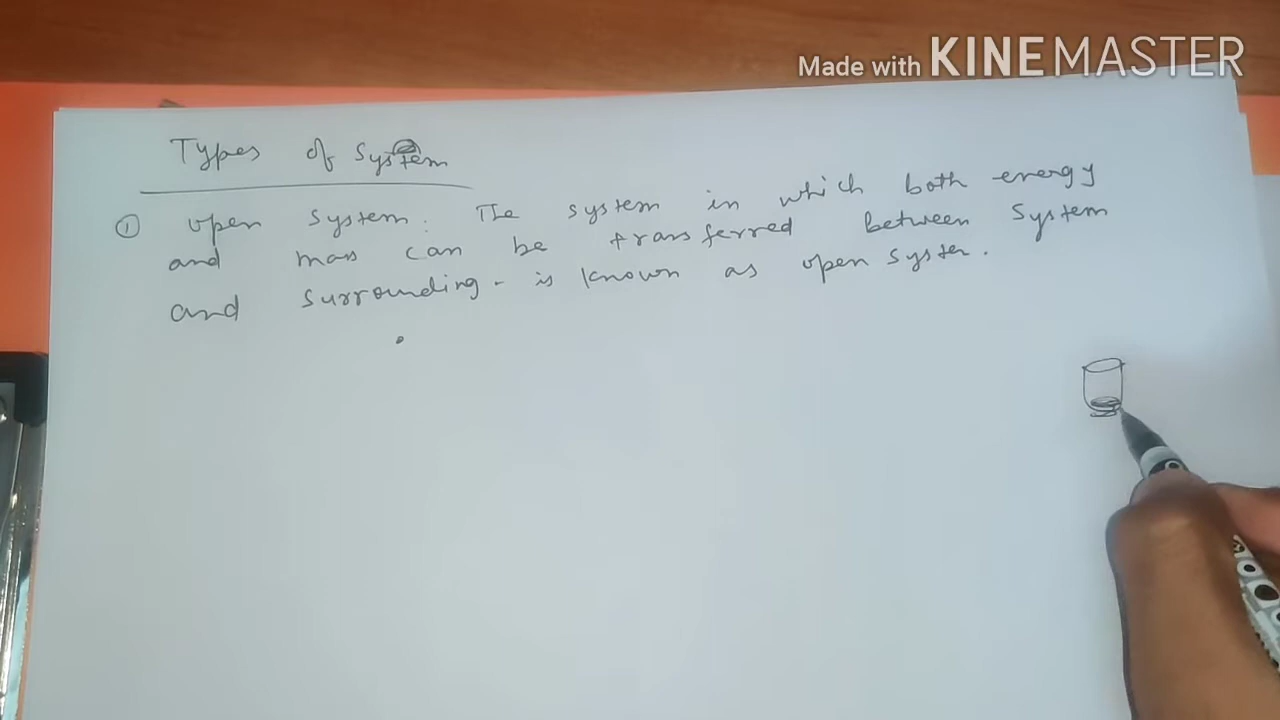 Made with KINEMASTER
Types of System
① open system. The system in which both energy
and mass can be transferred between system
and surrounding - is known as open syster.